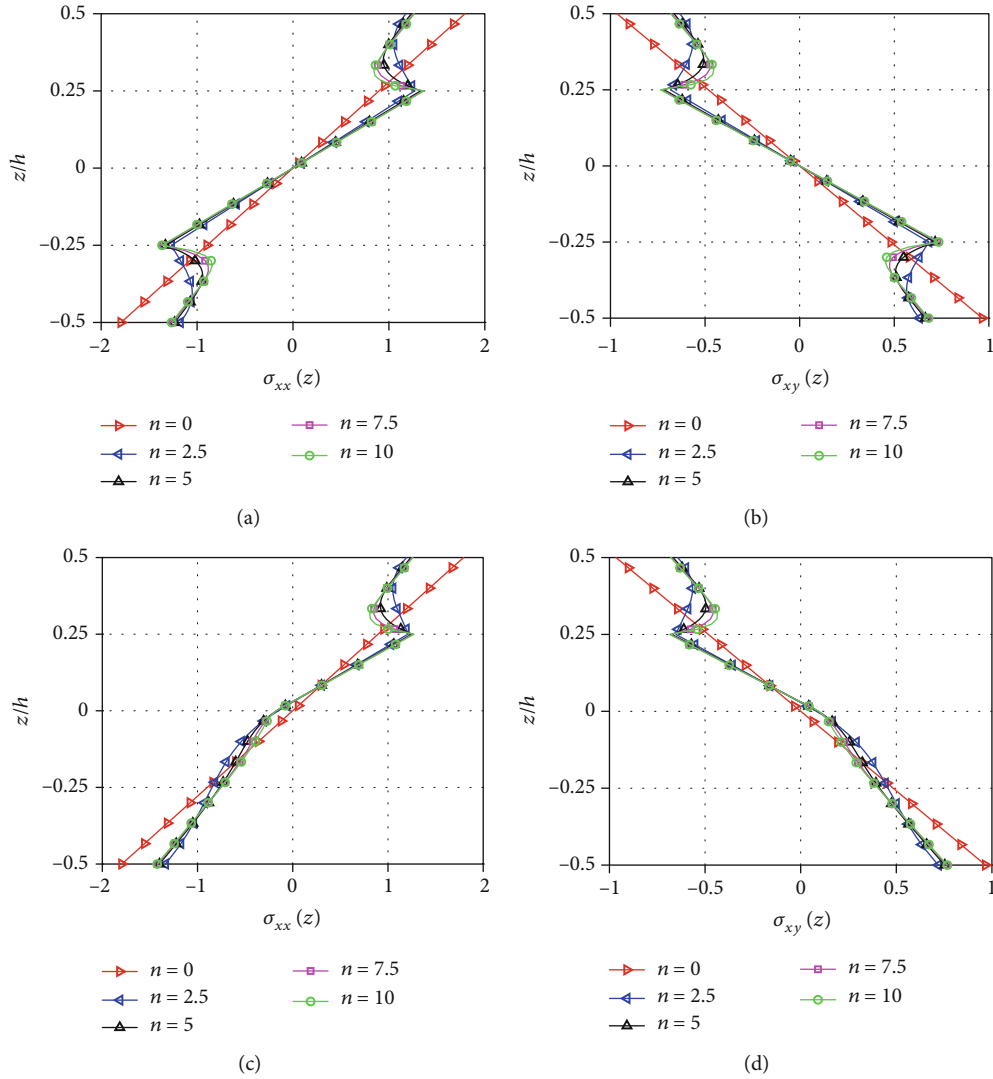 0.5
0.25
0
−0.25
−0.5
z/h
−2 −1 0 1 2
σxx (z)
n = 0
n = 2.5
n = 5
n = 7.5
n = 10
(a)
0.5
0.25
0
−0.25
−0.5
z/h
−1 −0.5 0 0.5 1
σxy (z)
n = 0
n = 2.5
n = 5
n = 7.5
n = 10
(b)
0.5
0.25
0
−0.25
−0.5
z/h
−2 −1 0 1 2
σxx (z)
n = 0
n = 2.5
n = 5
n = 7.5
n = 10
(c)
0.5
0.25
0
−0.25
−0.5
z/h
−1 −0.5 0 0.5 1
σxy (z)
n = 0
n = 2.5
n = 5
n = 7.5
n = 10
(d)